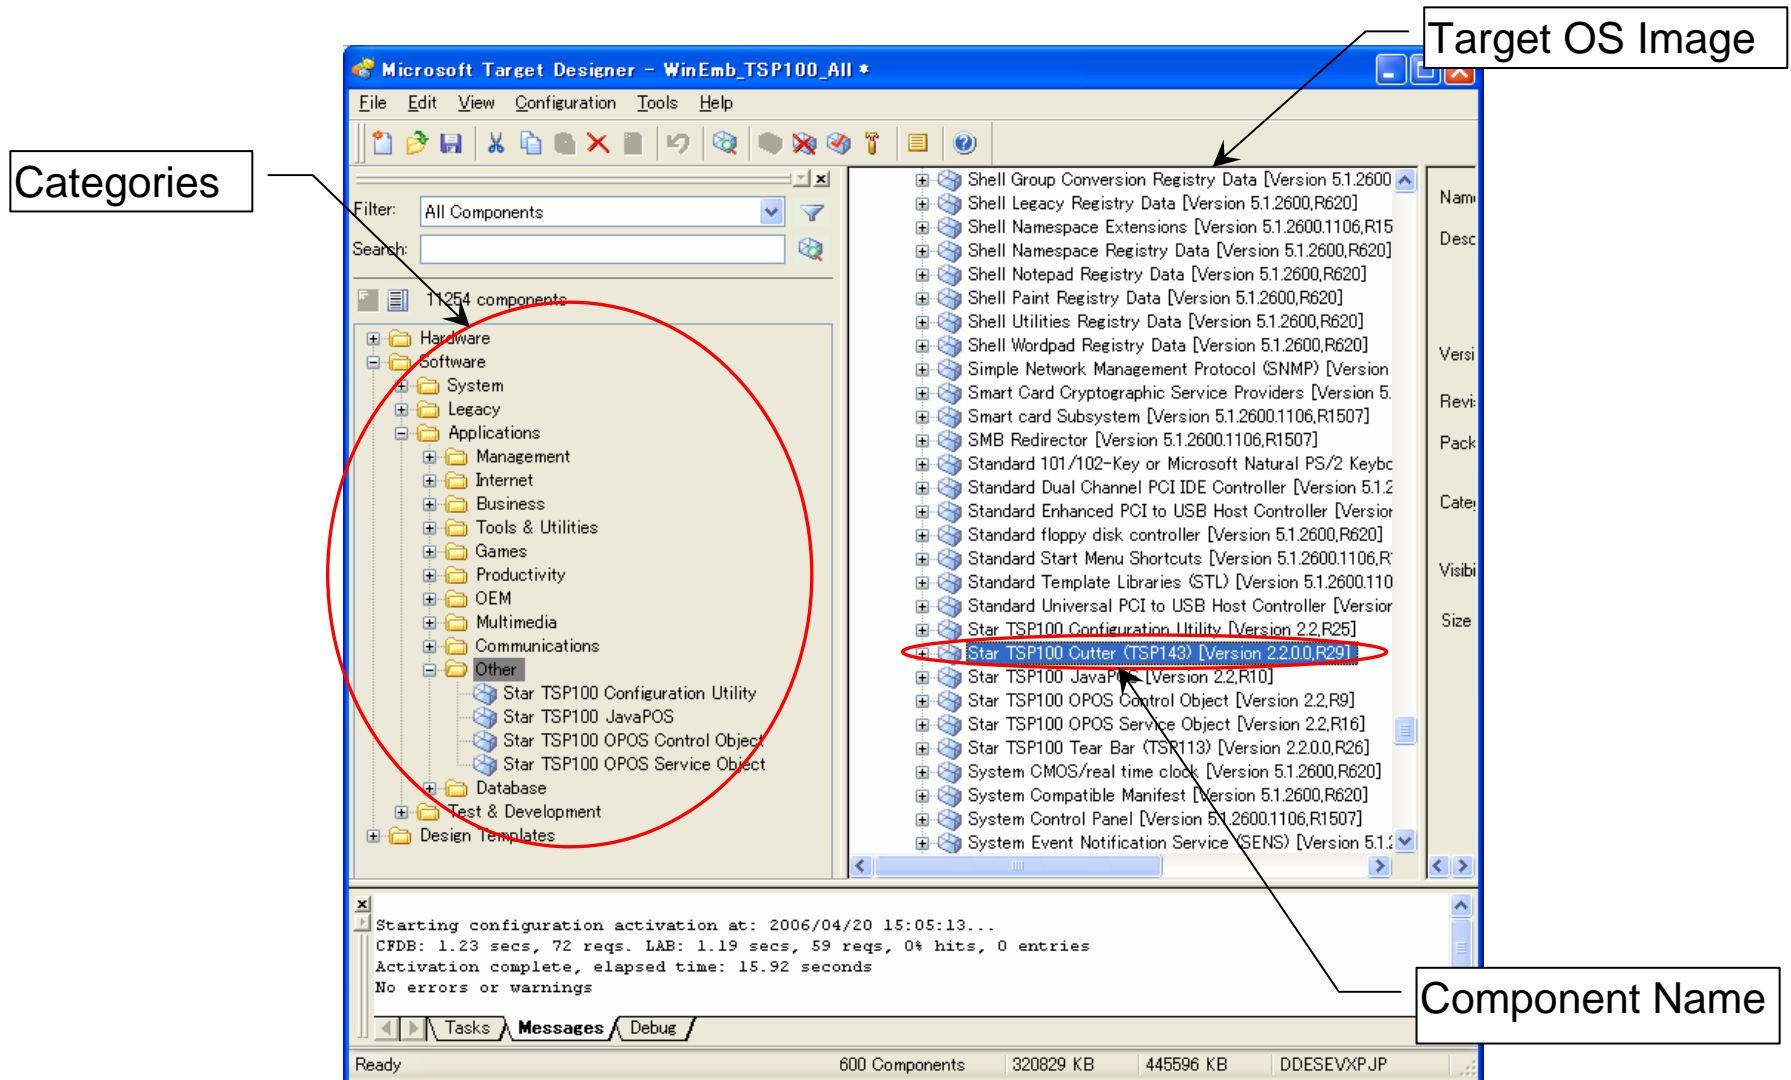 Target OS Image
Microsoft Target Designer - WinEmb_TSP100_All *
File Edit View Configuration Tools Help
Categories
Filter: All Components
Search:
11254 components
Hardware
Software
System
Legacy
Applications
Management
Internet
Business
Tools & Utilities
Games
Productivity
OEM
Multimedia
Communications
Other
Star TSP100 Configuration Utility
Star TSP100 JavaPOS
Star TSP100 OPOS Control Object
Star TSP100 OPOS Service Object
Database
Test & Development
Design Templates
Shell Group Conversion Registry Data [Version 5.1.2600
Shell Legacy Registry Data [Version 5.1.2600,R620]
Shell Namespace Extensions [Version 5.1.2600.1106,R15
Shell Namespace Registry Data [Version 5.1.2600,R620]
Shell Notepad Registry Data [Version 5.1.2600,R620]
Shell Paint Registry Data [Version 5.1.2600,R620]
Shell Utilities Registry Data [Version 5.1.2600,R620]
Shell Wordpad Registry Data [Version 5.1.2600,R620]
Simple Network Management Protocol (SNMP) [Version
Smart Card Cryptographic Service Providers [Version 5.
Smart card Subsystem [Version 5.1.2600.1106,R1507]
SMB Redirector [Version 5.1.2600.1106,R1507]
Standard 101/102-Key or Microsoft Natural PS/2 Keybc
Standard Dual Channel PCI IDE Controller [Version 5.1.2
Standard Enhanced PCI to USB Host Controller [Version
Standard floppy disk controller [Version 5.1.2600,R620]
Standard Start Menu Shortcuts [Version 5.1.2600.1106,R
Standard Template Libraries (STL) [Version 5.1.2600.110
Standard Universal PCI to USB Host Controller [Version
Star TSP100 Configuration Utility [Version 2.2,R25]
Star TSP100 Cutter (TSP143) [Version 2.2.0.0,R29]
Star TSP100 JavaPOS [Version 2.2,R10]
Star TSP100 OPOS Control Object [Version 2.2,R9]
Star TSP100 OPOS Service Object [Version 2.2,R16]
Star TSP100 Tear Bar (TSP113) [Version 2.2.0.0,R26]
System CMOS/real time clock [Version 5.1.2600,R620]
System Compatible Manifest [Version 5.1.2600,R620]
System Control Panel [Version 5.1.2600.1106,R1507]
System Event Notification Service (SENS) [Version 5.1.2
Nam
Desc
Versi
Revi
Pack
Cate
Visibi
Size
Starting configuration activation at: 2006/04/20 15:05:13...
CFDB: 1.23 secs, 72 reqs. LAB: 1.19 secs, 59 reqs, 0% hits, 0 entries
Activation complete, elapsed time: 15.92 seconds
No errors or warnings
Component Name
Tasks Messages Debug
Ready 600 Components 320829 KB 445596 KB DDESEVXPJP